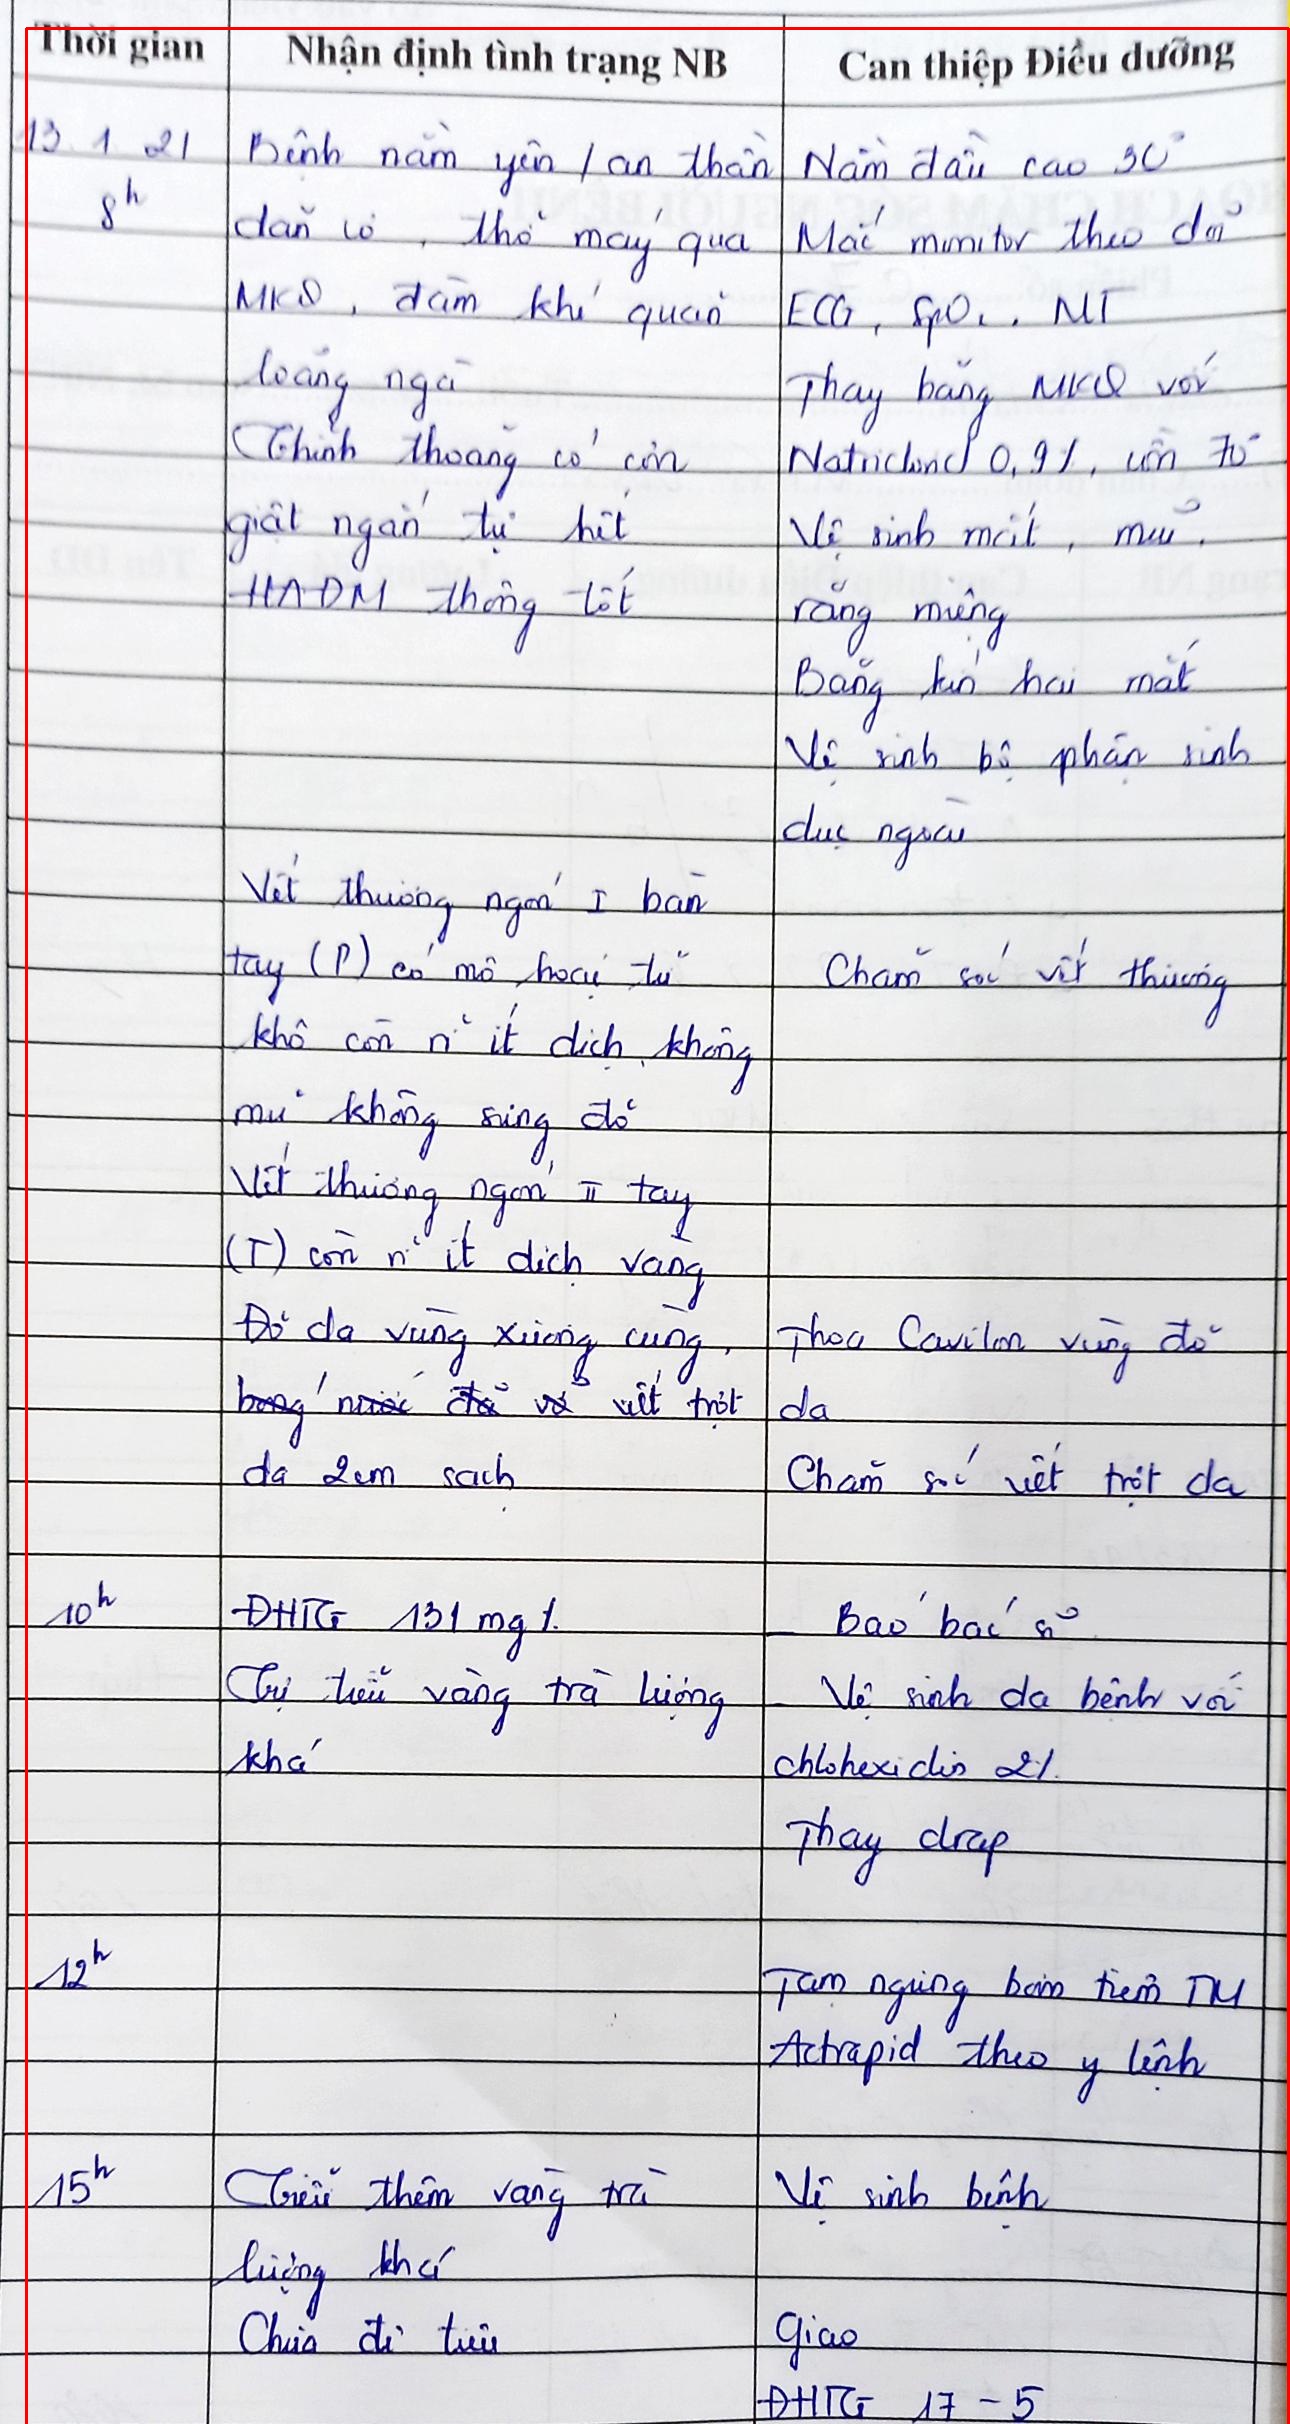 Thời gian
Nhận định tình trạng NB
Can thiệp Điều dưỡng
13.1.21
8h
Bệnh nằm yên / an thần
dãn cơ, thở máy qua
MKQ, đàm khí quản
loãng ngà
Thỉnh thoảng có cơn
giật ngắn tự hết
HAĐM thông tốt
Nằm đầu cao 30°
Mắc monitor theo dõi
ECG, SpO2, MT
Thay băng MKQ với
Natriclorid 0,9%, còn đỏ
Vệ sinh mắt, mũi,
răng miệng
Băng kín hai mắt
Vệ sinh bộ phận sinh
dục ngoài
Vết thương ngón I bàn
tay (P) có mô hoại tử
khô còn rỉ ít dịch, không
mủ không sưng đỏ
Vết thương ngón II tay
(T) còn rỉ ít dịch vàng
Chăm sóc vết thương
Đỏ da vùng xương cùng,
bóng nước đã vỡ vết trợt
da 2cm sạch
Thoa Cavilon vùng đỏ
da
Chăm sóc vết trợt da
10h
ĐHTG 131 mg%
Tự tiểu vàng trà lượng
khá
- Báo bác sĩ
- Vệ sinh da bệnh với
chlohexidin 2%
Thay drap
12h
Tạm ngưng bơm tiêm TM
Actrapid theo y lệnh
15h
Tiểu thêm vàng trà
lượng khá
Chưa đi tiêu
Vệ sinh bệnh
Giao
ĐHTG 17 - 5